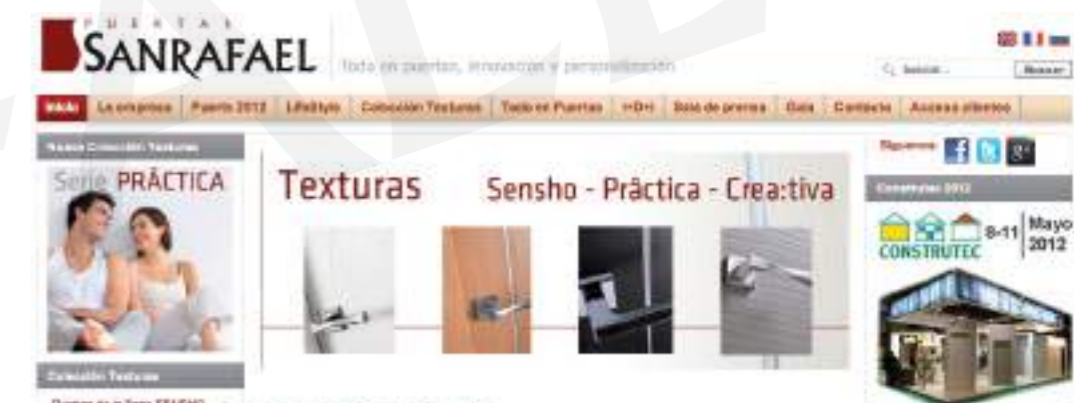 PUERTAS
SANRAFAEL
todo en puertas, innovación y personalización
Buscar
Inicio La empresa Puerta 2012 LifeStyle Colección Texturas Todo en Puertas I+D+i Sala de prensa Guía Contacto Acceso clientes
Nueva Colección Texturas
Serie PRÁCTICA
Texturas
Sensho - Práctica - Crea:tiva
Síguenos:
Construtec 2012
CONSTRUTEC
8-11 Mayo
2012
Colección Texturas